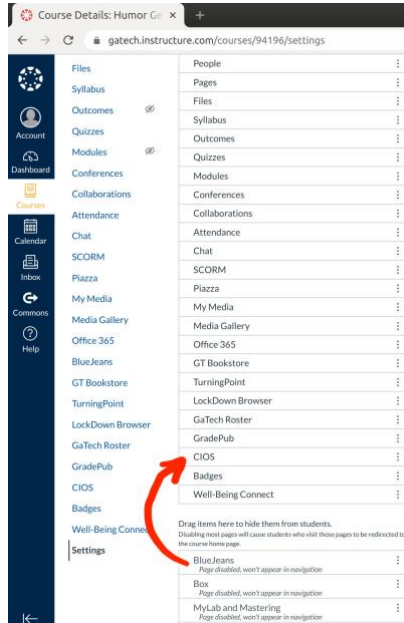 Course Details: Humor Ge
gatech.instructure.com/courses/94196/settings
Account
Dashboard
Courses
Calendar
Inbox
Commons
Help
Files
Syllabus
Outcomes
Quizzes
Modules
Conferences
Collaborations
Attendance
Chat
SCORM
Piazza
My Media
Media Gallery
Office 365
BlueJeans
GT Bookstore
TurningPoint
LockDown Browser
GaTech Roster
GradePub
CIOS
Badges
Well-Being Conne
Settings
People
Pages
Files
Syllabus
Outcomes
Quizzes
Modules
Conferences
Collaborations
Attendance
Chat
SCORM
Piazza
My Media
Media Gallery
Office 365
GT Bookstore
TurningPoint
LockDown Browser
GaTech Roster
GradePub
CIOS
Badges
Well-Being Connect
Drag items here to hide them from students.
Disabling most pages will cause students who visit those pages to be redirected to
the course home page.
BlueJeans
Page disabled, won't appear in navigation
Box
Page disabled, won't appear in navigation
MyLab and Mastering
Page disabled, won't appear in navigation